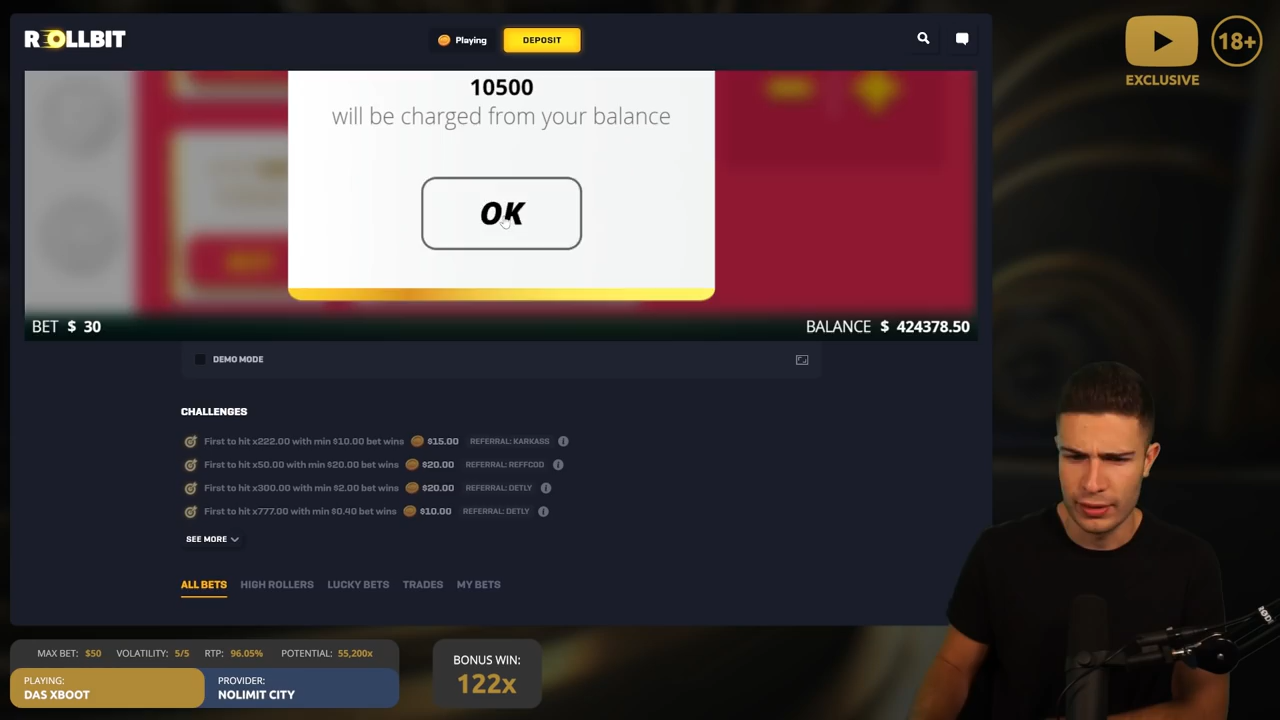 ROLLBIT
Playing
DEPOSIT
EXCLUSIVE
18+
10500
will be charged from your balance
OK
BET $ 30
BALANCE $ 424378.50
DEMO MODE
CHALLENGES
First to hit x222.00 with min $10.00 bet wins $15.00 REFERRAL: KARKASS
First to hit x50.00 with min $20.00 bet wins $20.00 REFERRAL: REFFCOD
First to hit x300.00 with min $2.00 bet wins $20.00 REFERRAL: DETLY
First to hit x777.00 with min $0.40 bet wins $10.00 REFERRAL: DETLY
SEE MORE
ALL BETS HIGH ROLLERS LUCKY BETS TRADES MY BETS
MAX BET: $50 VOLATILITY: 5/5 RTP: 96.05% POTENTIAL: 55,200x
PLAYING:
DAS XBOOT
PROVIDER:
NOLIMIT CITY
BONUS WIN:
122x